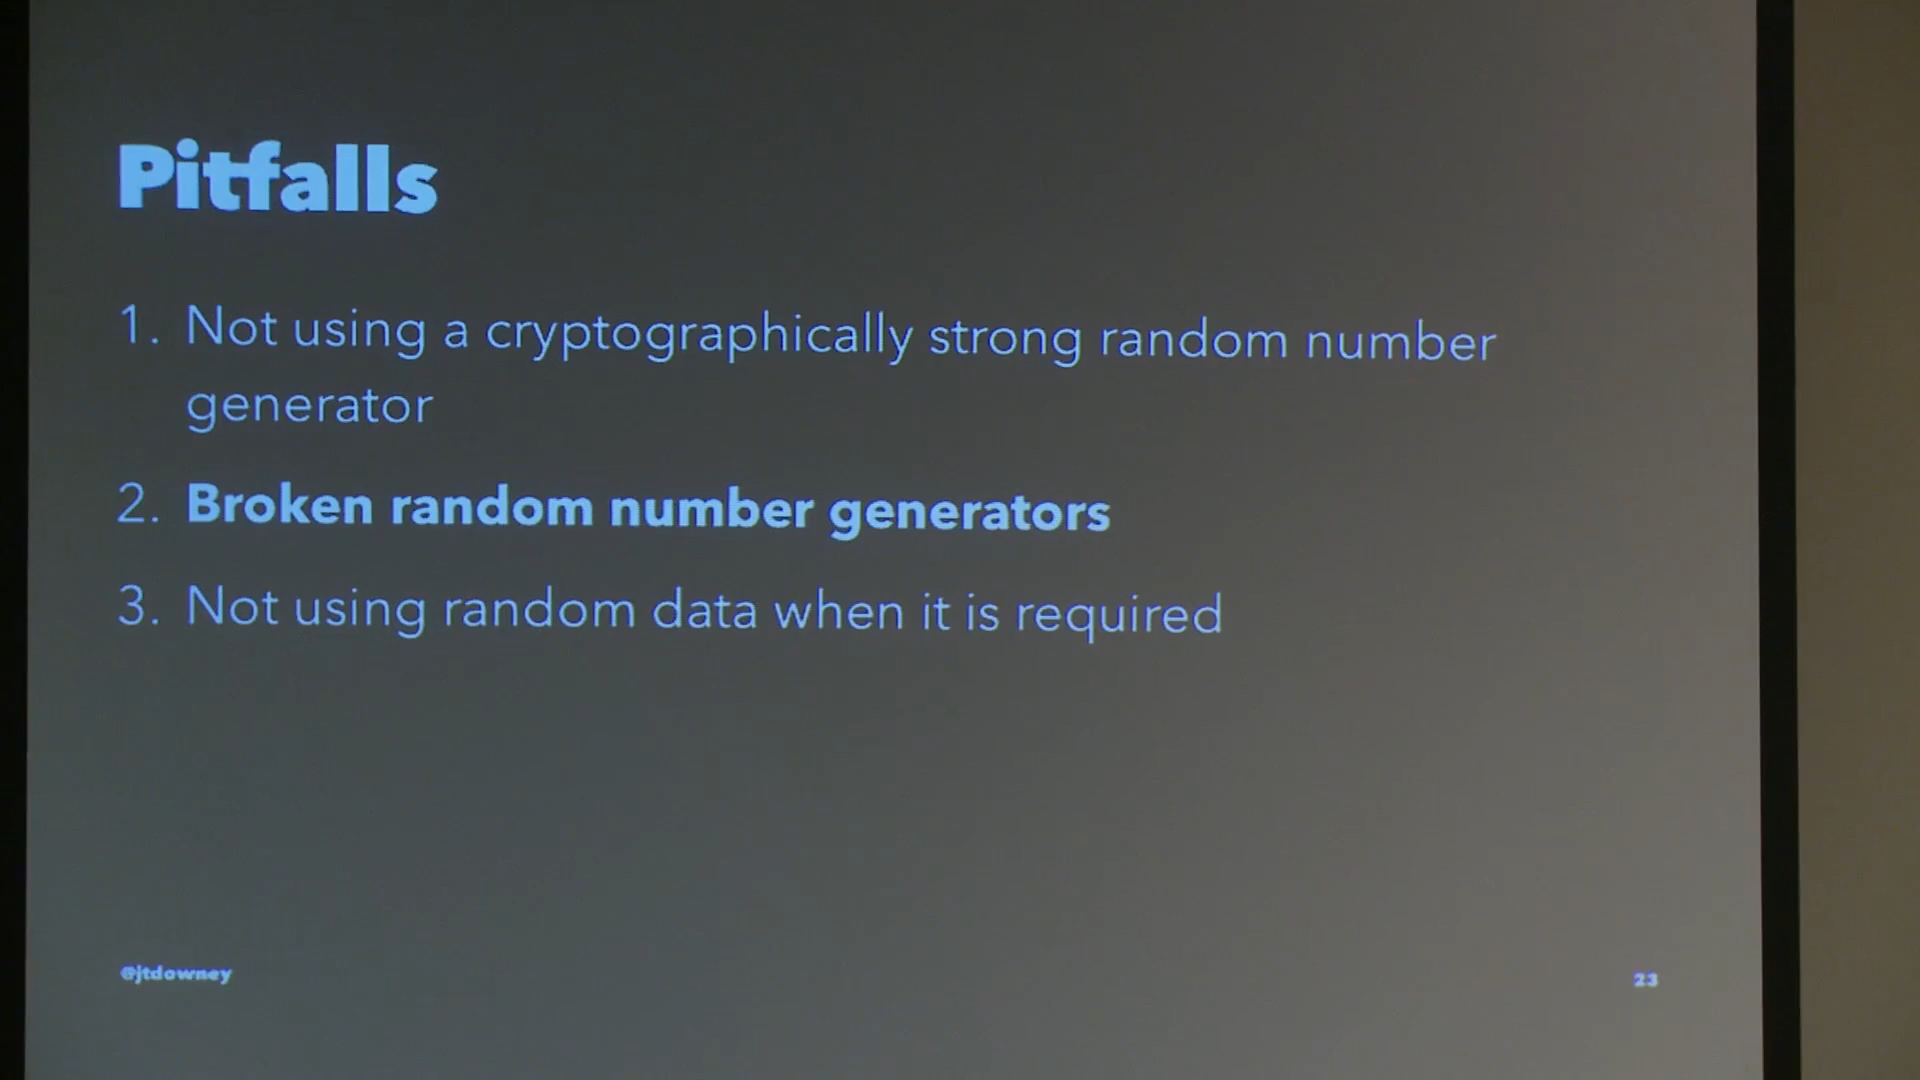 Pitfalls
1. Not using a cryptographically strong random number
generator
2. Broken random number generators
3. Not using random data when it is required
@jtdowney
23